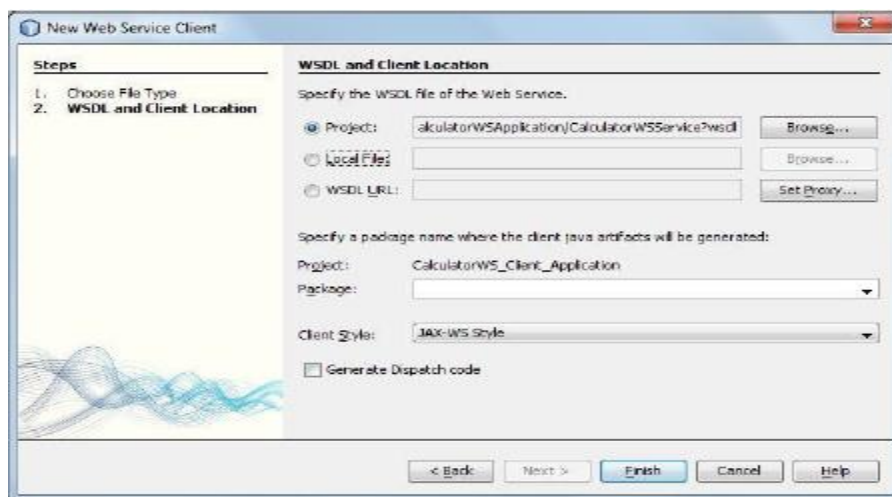 New Web Service Client
Steps
1. Choose File Type
2. WSDL and Client Location
WSDL and Client Location
Specify the WSDL file of the Web Service.
Project: alculatorWSApplication/CalculatorWSService?wsdl Browse...
Local File: Browse...
WSDL URL: Set Proxy...
Specify a package name where the client java artifacts will be generated:
Project: CalculatorWS_Client_Application
Package:
Client Style: JAX-WS Style
Generate Dispatch code
< Back Next > Finish Cancel Help